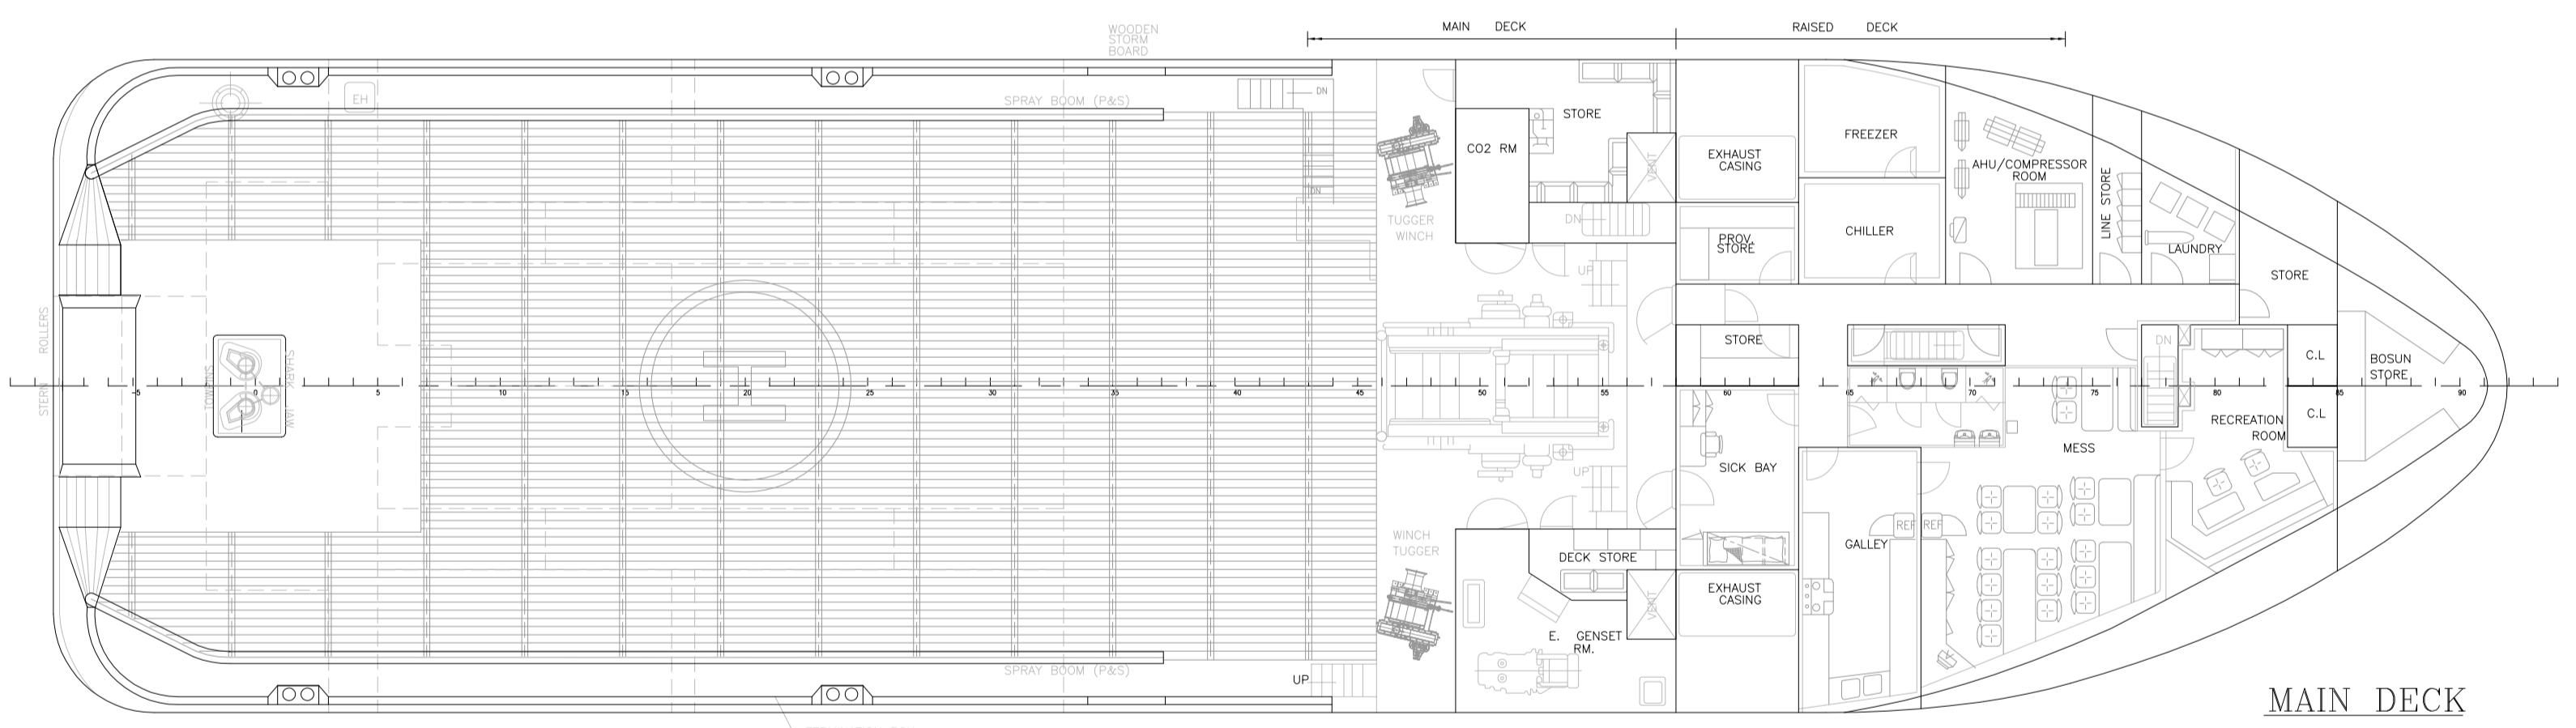 WOODEN
STORM
BOARD
MAIN DECK
RAISED DECK
EH
SPRAY BOOM (P&S)
DN
DN
STORE
CO2 RM
VENT
EXHAUST
CASING
FREEZER
AHU/COMPRESSOR
ROOM
LINE STORE
TUGGER
WINCH
DN
PROV.
STORE
CHILLER
LAUNDRY
UP
STORE
STERN ROLLERS
TOWPINS
SHARK JAW
STORE
DN
C.L
BOSUN
STORE
-5 0 5 10 15 20 25 30 35 40 45 50 55 60 65 70 75 80 85 90
H
C.L
RECREATION
ROOM
MESS
UP
SICK BAY
WINCH
TUGGER
REF
REF
GALLEY
DECK STORE
EXHAUST
CASING
VENT
E. GENSET
RM.
SPRAY BOOM (P&S)
UP
MAIN DECK